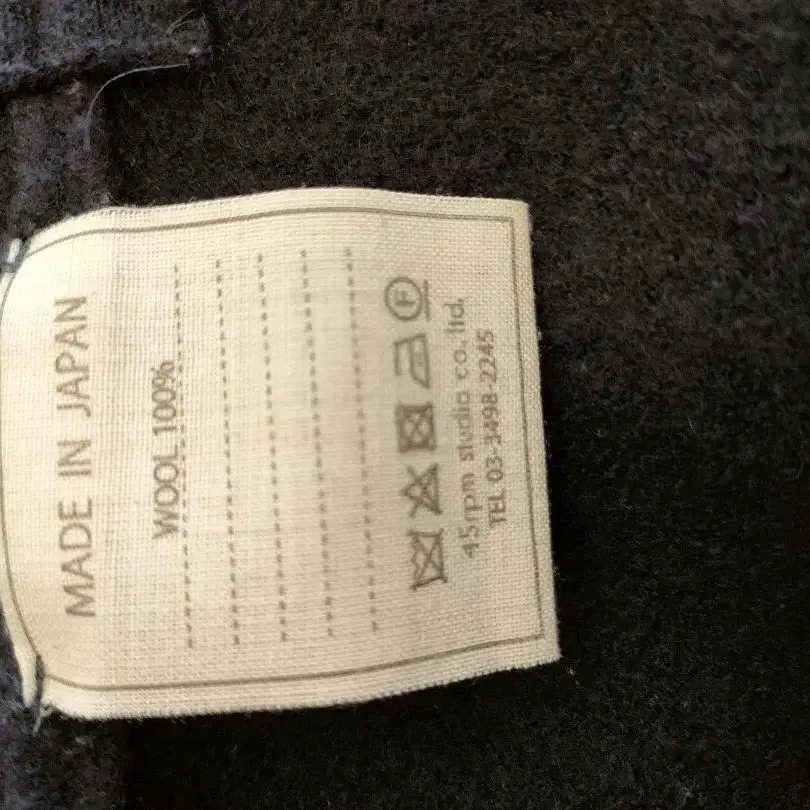 MADE IN JAPAN
WOOL 100%
F
45rpm studio co. ltd.
TEL 03-3498-2245